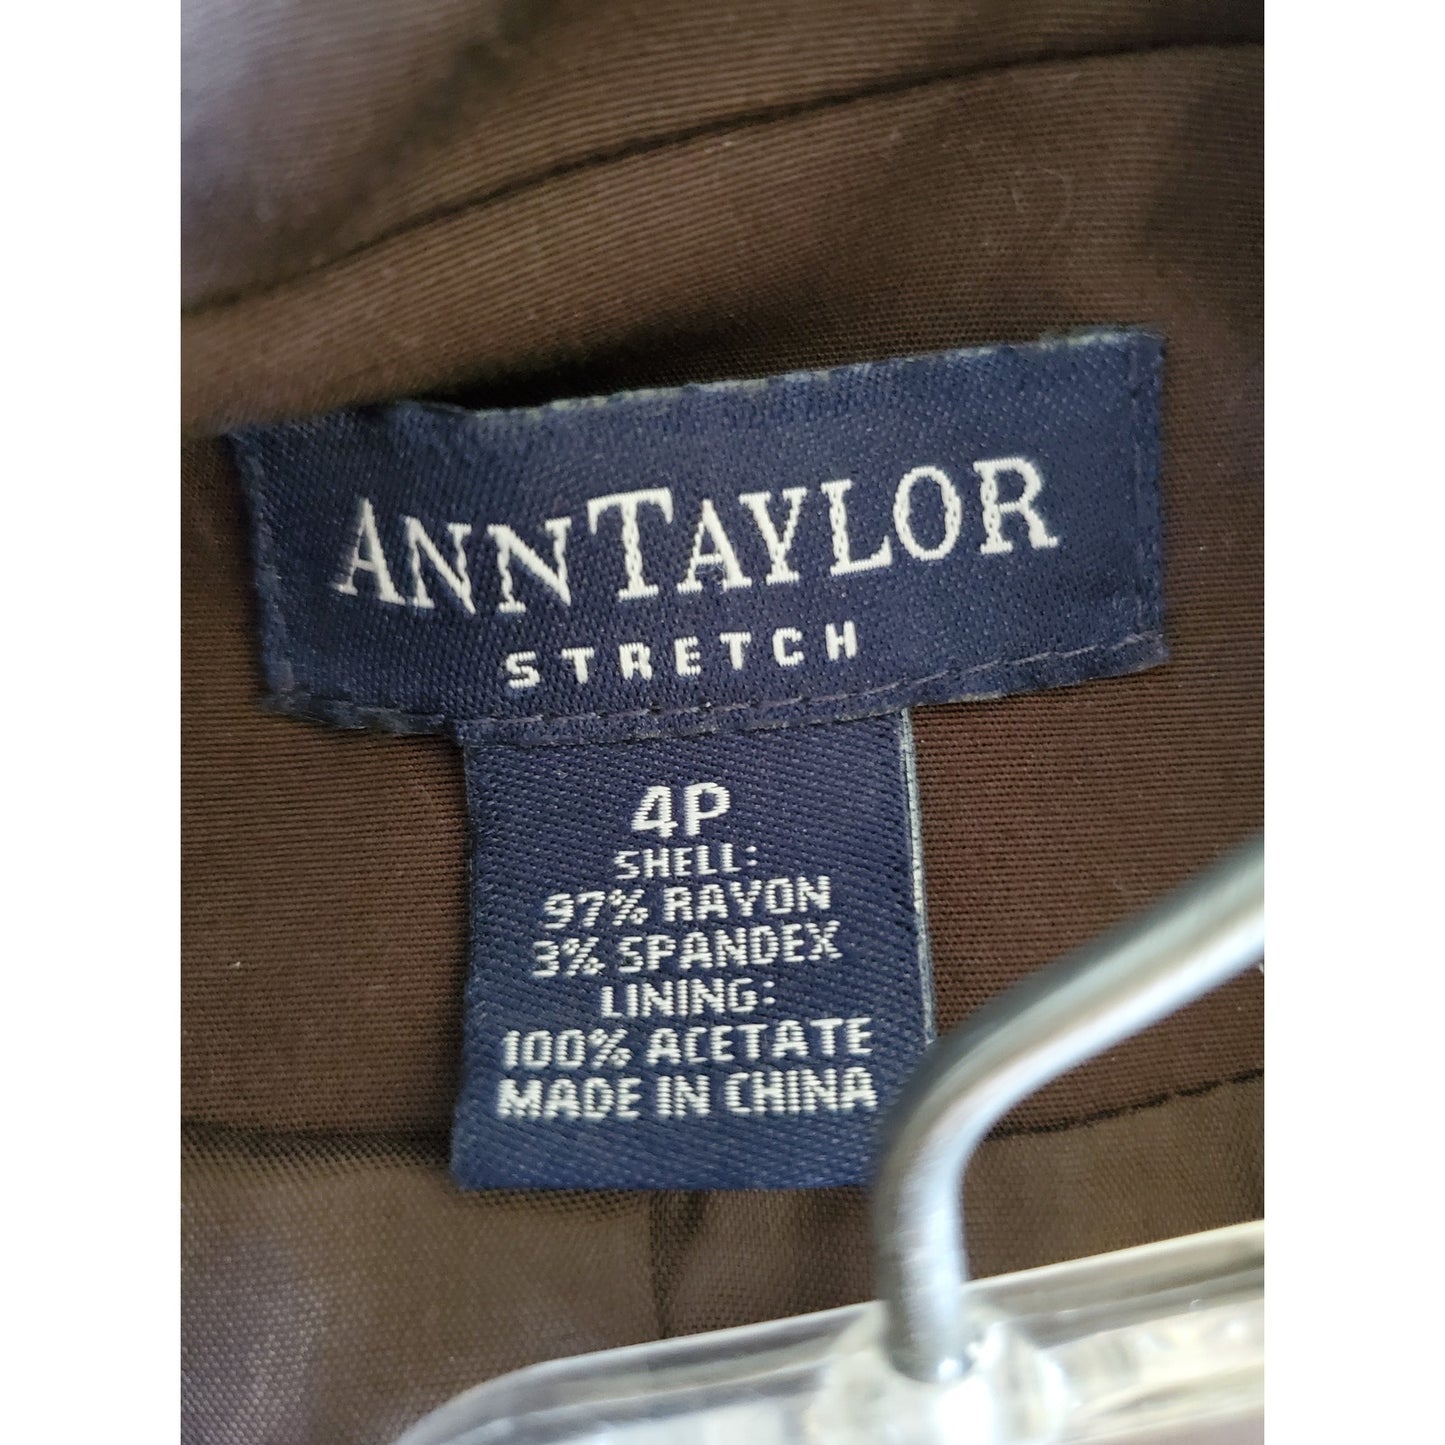 ANNTAYLOR
STRETCH
4P
SHELL:
97% RAYON
3% SPANDEX
LINING:
100% ACETATE
MADE IN CHINA